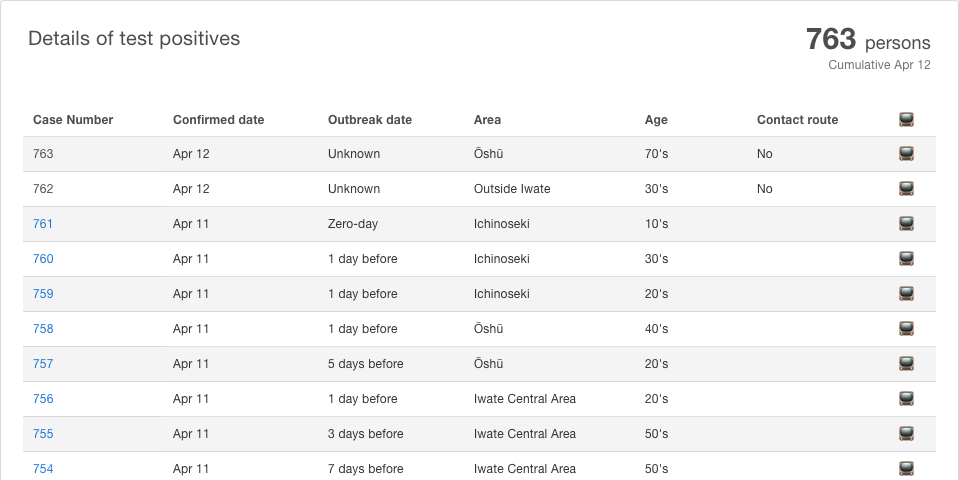 Details of test positives
763 persons
Cumulative Apr 12
Case Number Confirmed date Outbreak date Area Age Contact route
763 Apr 12 Unknown Ōshū 70's No
762 Apr 12 Unknown Outside Iwate 30's No
761 Apr 11 Zero-day Ichinoseki 10's
760 Apr 11 1 day before Ichinoseki 30's
759 Apr 11 1 day before Ichinoseki 20's
758 Apr 11 1 day before Ōshū 40's
757 Apr 11 5 days before Ōshū 20's
756 Apr 11 1 day before Iwate Central Area 20's
755 Apr 11 3 days before Iwate Central Area 50's
754 Apr 11 7 days before Iwate Central Area 50's